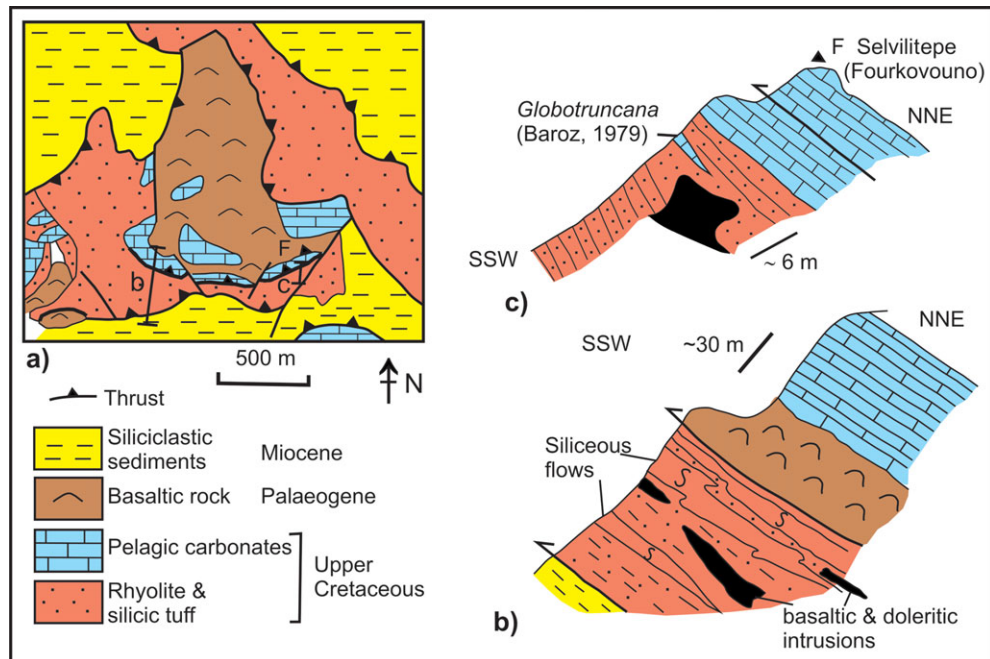 F Selvilitepe
(Fourkovouno)
NNE
Globotruncana
(Baroz, 1979)
SSW
~ 6 m
c)
F
b
c
a)
500 m
N
Thrust
Siliciclastic
sediments
Miocene
Basaltic rock
Palaeogene
Pelagic carbonates
Upper
Cretaceous
Rhyolite &
silicic tuff
SSW
~30 m
NNE
Siliceous
flows
S
S
s
basaltic & doleritic
intrusions
b)